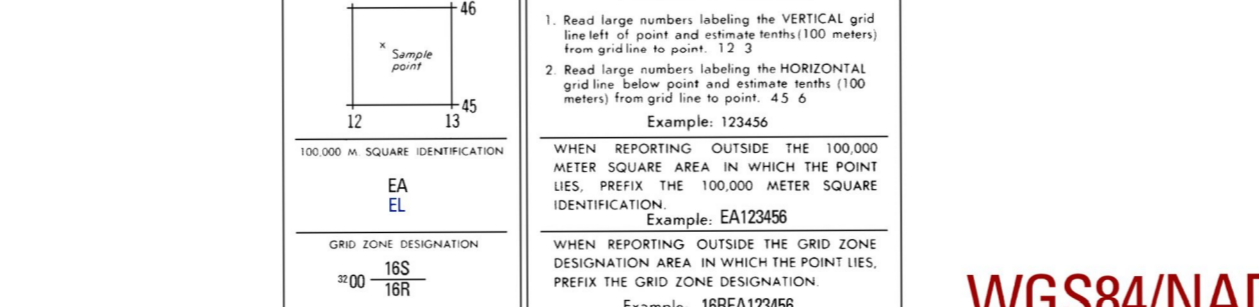 46
x Sample
point
45
12 13
100,000 M. SQUARE IDENTIFICATION
EA
EL
GRID ZONE DESIGNATION
3200 16S
16R
1. Read large numbers labeling the VERTICAL grid
line left of point and estimate tenths (100 meters)
from grid line to point. 12 3
2. Read large numbers labeling the HORIZONTAL
grid line below point and estimate tenths (100
meters) from grid line to point. 45 6
Example: 123456
WHEN REPORTING OUTSIDE THE 100,000
METER SQUARE AREA IN WHICH THE POINT
LIES, PREFIX THE 100,000 METER SQUARE
IDENTIFICATION.
Example: EA123456
WHEN REPORTING OUTSIDE THE GRID ZONE
DESIGNATION AREA IN WHICH THE POINT LIES,
PREFIX THE GRID ZONE DESIGNATION.
Example: 16REA123456
WGS84/NAD